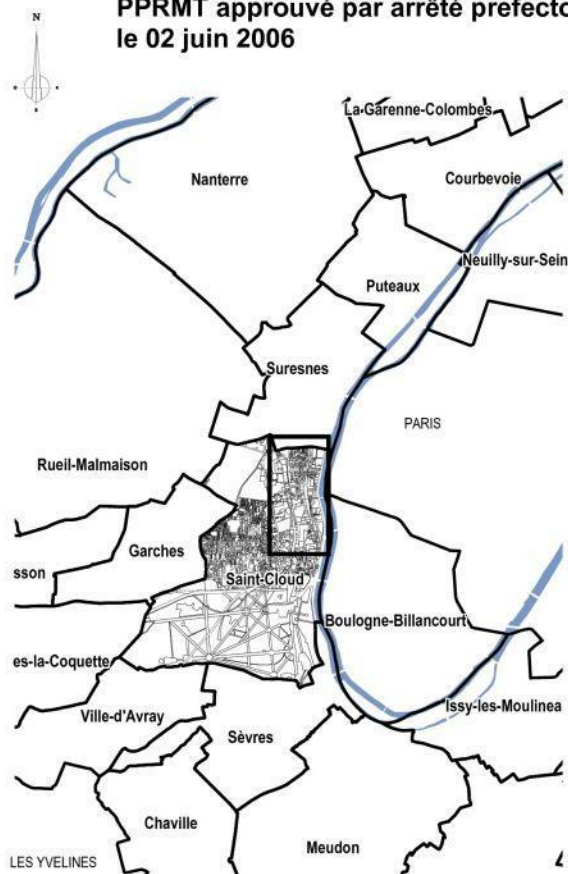 PPRMT approuvé par arrêté prefecto
le 02 juin 2006
N
La Garenne-Colombes
Nanterre
Courbevoie
Neuilly-sur-Sein
Puteaux
Suresnes
PARIS
Rueil-Malmaison
Garches
sson
Saint-Cloud
Boulogne-Billancourt
es-la-Coquette
Ville-d'Avray
Issy-les-Moulinea
Sèvres
Chaville
Meudon
LES YVELINES